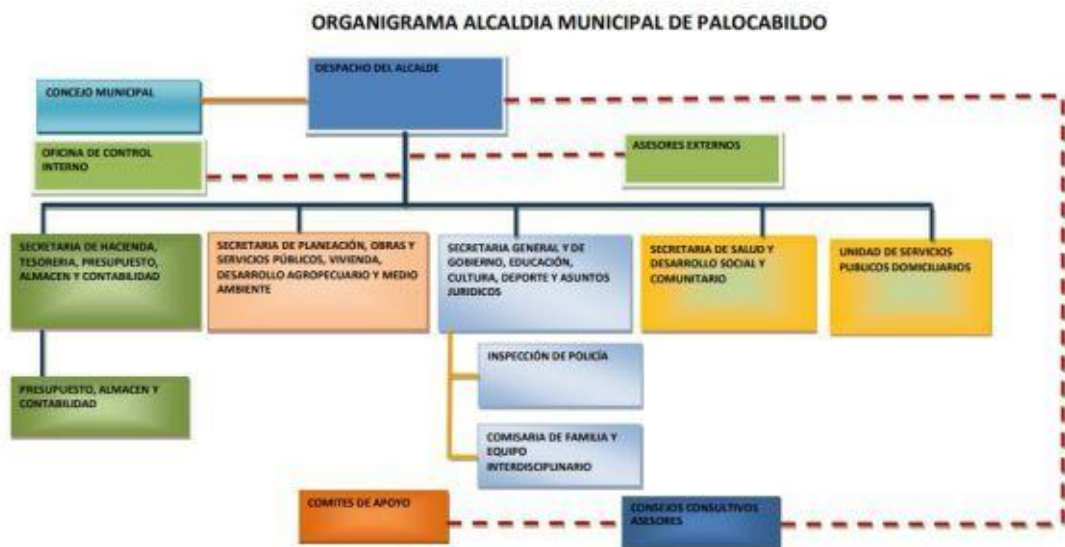 ORGANIGRAMA ALCALDIA MUNICIPAL DE PALOCABILDO
DESPACHO DEL ALCALDE
CONCEJO MUNICIPAL
OFICINA DE CONTROL
INTERNO
ASESORES EXTERNOS
SECRETARIA DE HACIENDA,
TESORERIA, PRESUPUESTO,
ALMACEN Y CONTABILIDAD
SECRETARIA DE PLANEACIÓN, OBRAS Y
SERVICIOS PÚBLICOS, VIVIENDA,
DESARROLLO AGROPECUARIO Y MEDIO
AMBIENTE
SECRETARIA GENERAL Y DE
GOBIERNO, EDUCACIÓN,
CULTURA, DEPORTE Y ASUNTOS
JURIDICOS
SECRETARIA DE SALUD Y
DESARROLLO SOCIAL Y
COMUNITARIO
UNIDAD DE SERVICIOS
PUBLICOS DOMICILIARIOS
INSPECCIÓN DE POLICÍA
PRESUPUESTO, ALMACEN Y
CONTABILIDAD
COMISARIA DE FAMILIA Y
EQUIPO
INTERDISCIPLINARIO
COMITES DE APOYO
CONSEJOS CONSULTIVOS
ASESORES